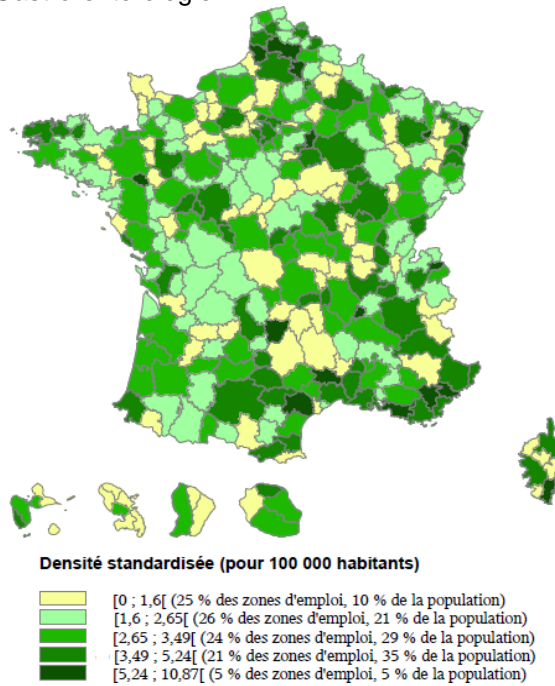 Densité standardisée (pour 100 000 habitants)
[0 ; 1,6[ (25 % des zones d'emploi, 10 % de la population)
[1,6 ; 2,65[ (26 % des zones d'emploi, 21 % de la population)
[2,65 ; 3,49[ (24 % des zones d'emploi, 29 % de la population)
[3,49 ; 5,24[ (21 % des zones d'emploi, 35 % de la population)
[5,24 ; 10,87[ (5 % des zones d'emploi, 5 % de la population)